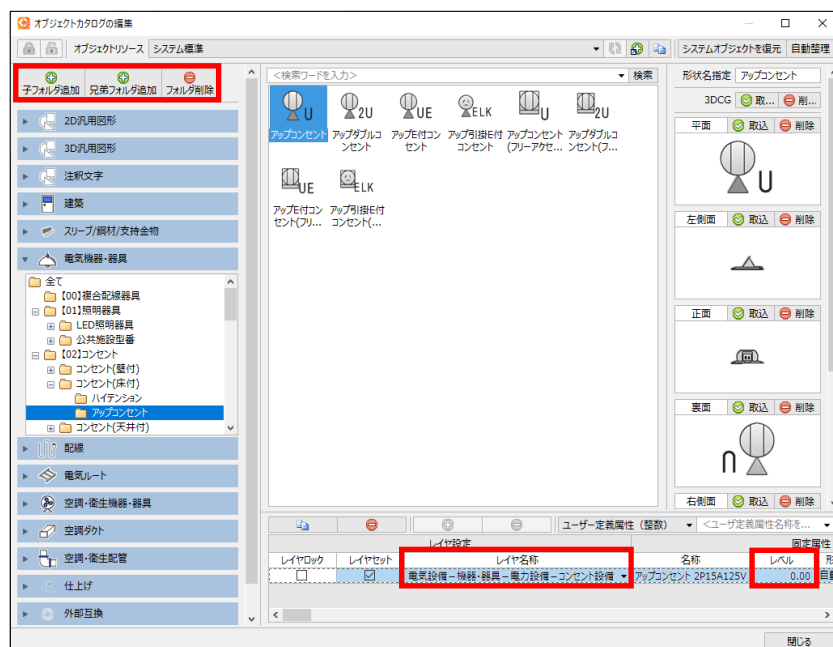 オブジェクトカタログの編集
オブジェクトリソース システム標準 システムオブジェクトを復元 自動整理
子フォルダ追加 兄弟フォルダ追加 フォルダ削除
<検索ワードを入力> 検索
形状名指定 アップコンセント
3DCG 取... 削...
2D汎用図形
3D汎用図形
注釈文字
建築
スリーブ/鋼材/支持金物
電気機器・器具
全て
【00】複合配線器具
【01】照明器具
LED照明器具
公共施設型番
【02】コンセント
コンセント(壁付)
コンセント(床付)
ハイテンション
アップコンセント
コンセント(天井付)
配線
電気ルート
空調・衛生機器・器具
空調ダクト
空調・衛生配管
仕上げ
外部互換
U 2U UE ELK U 2U
アップコンセント アップダブルコンセント アップE付コンセント アップ引掛E付コンセント アップコンセント(フリーアクセ... アップダブルコンセント(フ...
UE ELK
アップE付コンセント(フリ... アップ引掛E付コンセント(...
平面 取込 削除
U
左側面 取込 削除
正面 取込 削除
裏面 取込 削除
右側面 取込 削除
ユーザー定義属性（整数） <ユーザ定義属性名称を...
レイヤ設定 固定属性
レイヤロック レイヤセット レイヤ名称 名称 レベル
電気設備－機器・器具－電力設備－コンセント設備 アップコンセント 2P15A125V 0.00
閉じる